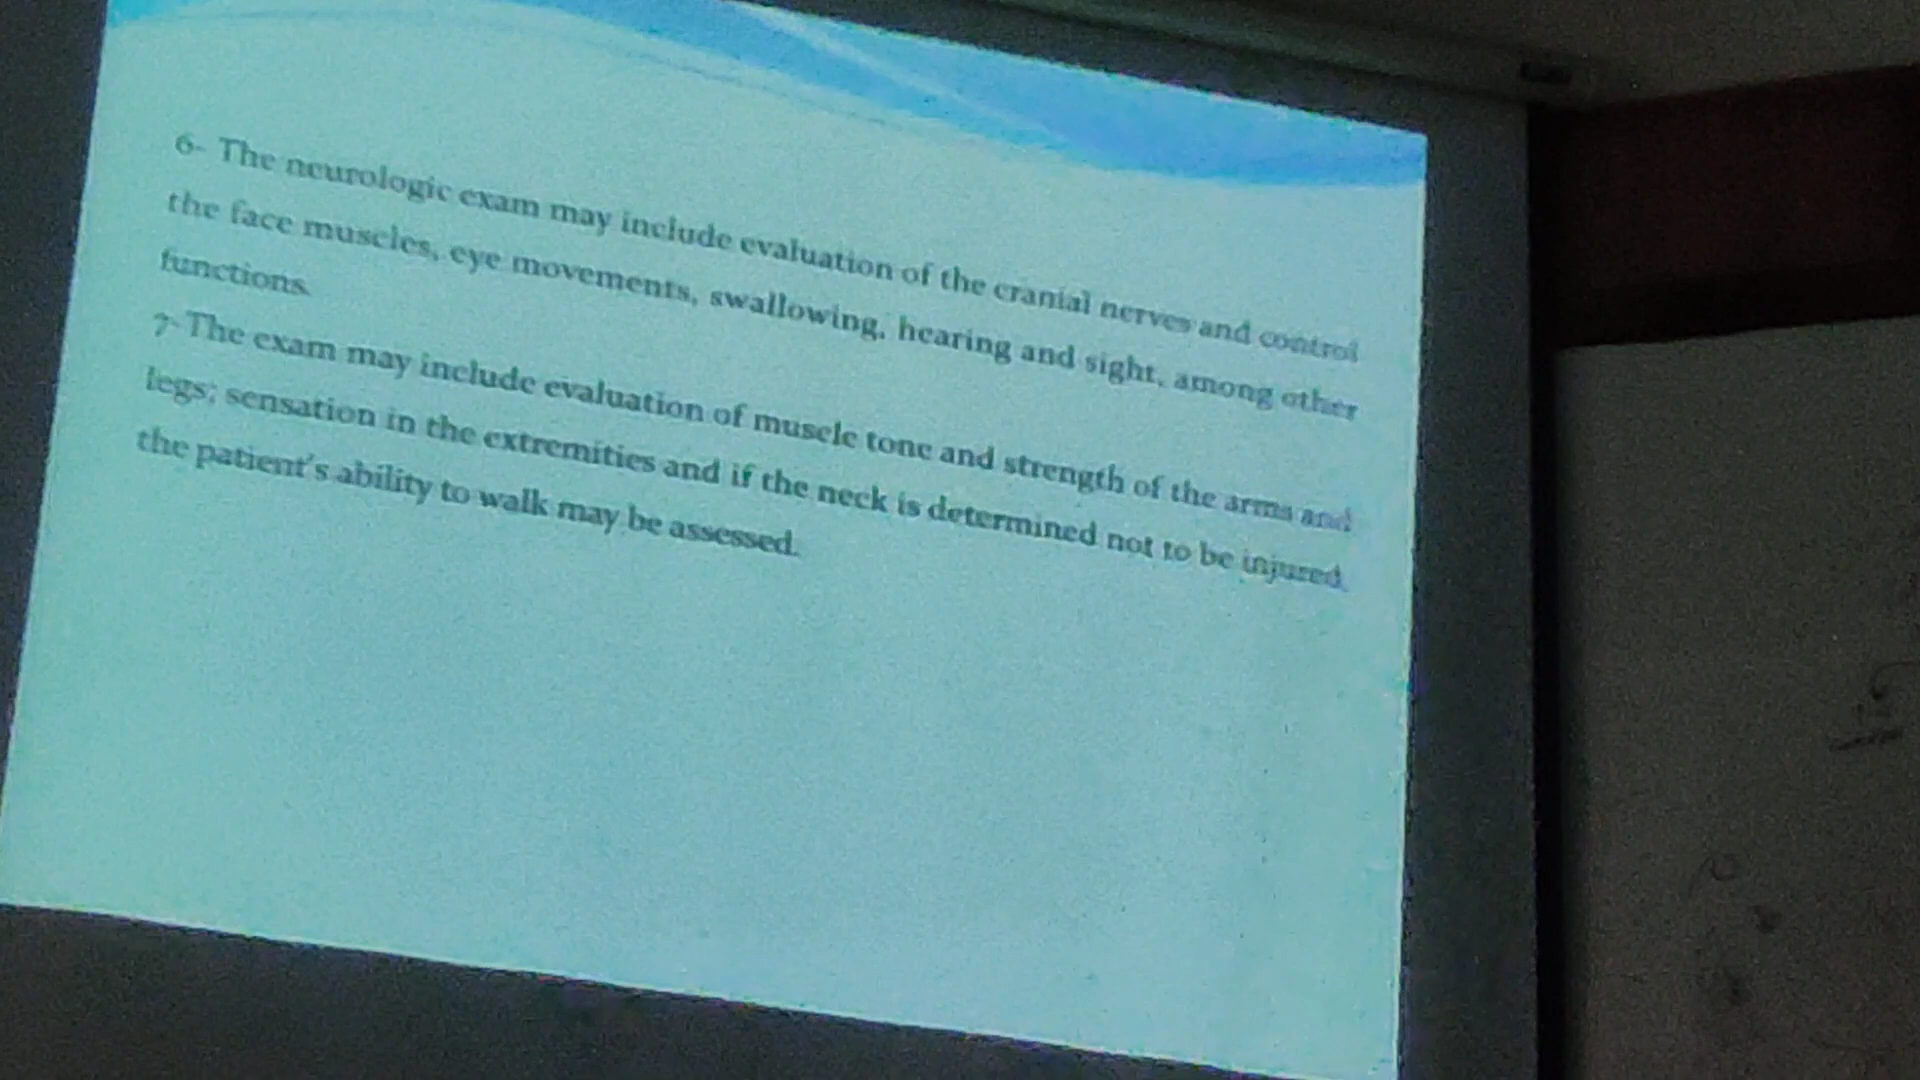 6- The neurologic exam may include evaluation of the cranial nerves and control
the face muscles, eye movements, swallowing, hearing and sight, among other
functions.
7- The exam may include evaluation of muscle tone and strength of the arms and
legs; sensation in the extremities and if the neck is determined not to be injured,
the patient's ability to walk may be assessed.